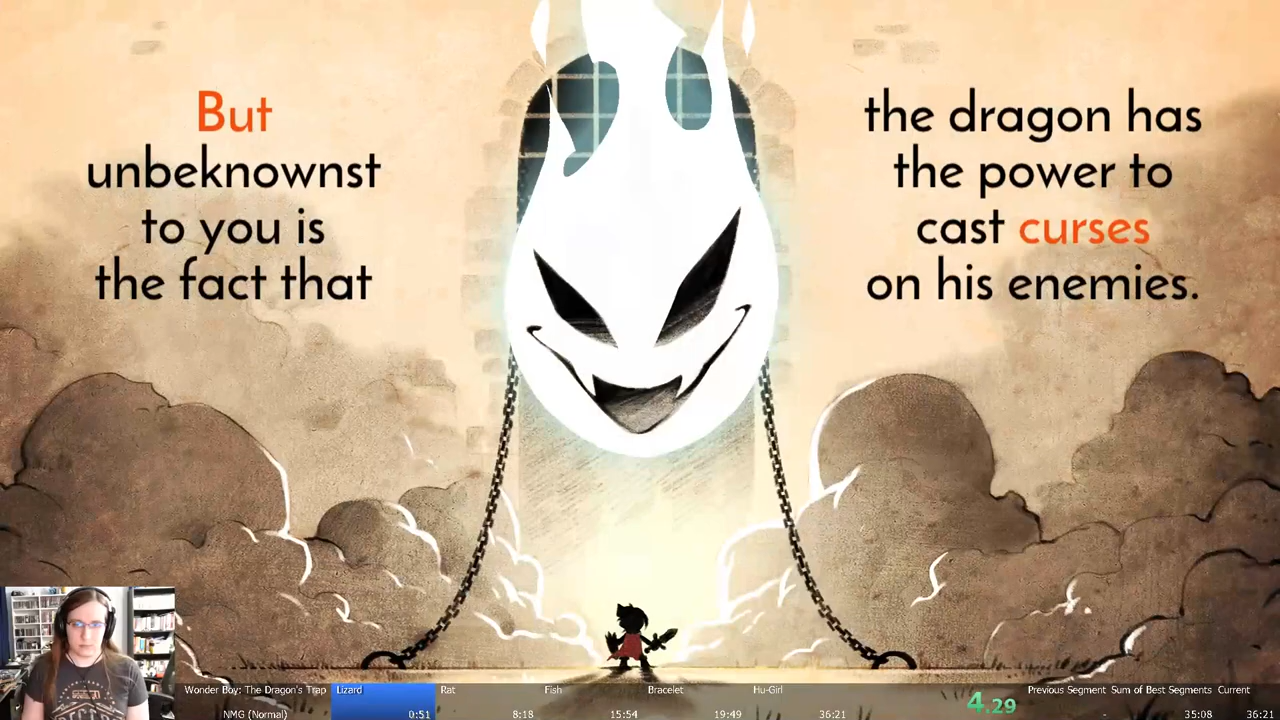 But
unbeknownst
to you is
the fact that
the dragon has
the power to
cast curses
on his enemies.
Wonder Boy: The Dragon's Trap
NMG (Normal)
Lizard
0:51
Rat
8:18
Fish
15:54
Bracelet
19:49
Hu-Girl
36:21
4.29
Previous Segment
-
Sum of Best Segments
35:08
Current
36:21